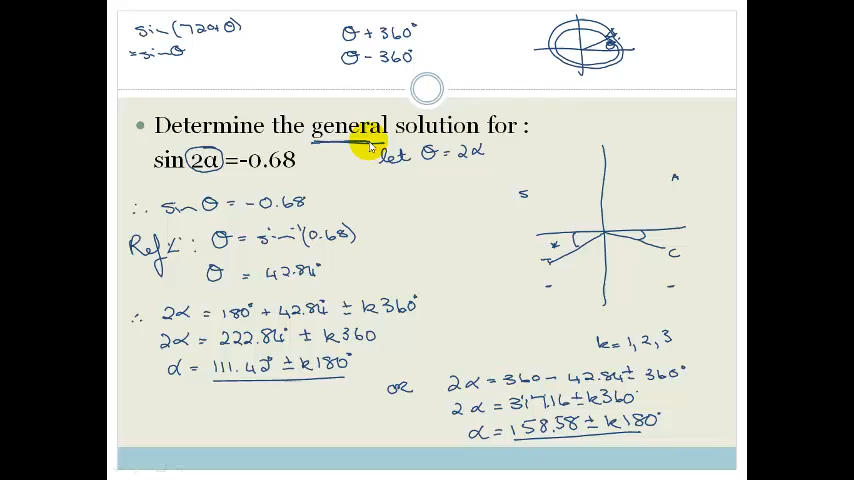 sin(720+θ)
=sinθ
θ + 360°
θ - 360°
θ
• Determine the general solution for :
sin 2α =-0.68
let θ = 2α
∴ sin θ = -0.68
Ref ∠: θ = sin⁻¹(0.68)
θ = 42.84°
S
A
T
C
-
-
∴ 2α = 180° + 42.84° ± k360°
2α = 222.84° ± k360
α = 111.42° ± k180°
k = 1, 2, 3
or 2α = 360 - 42.84 ± 360°
2α = 317.16 ± k360°
α = 158.58 ± k180°